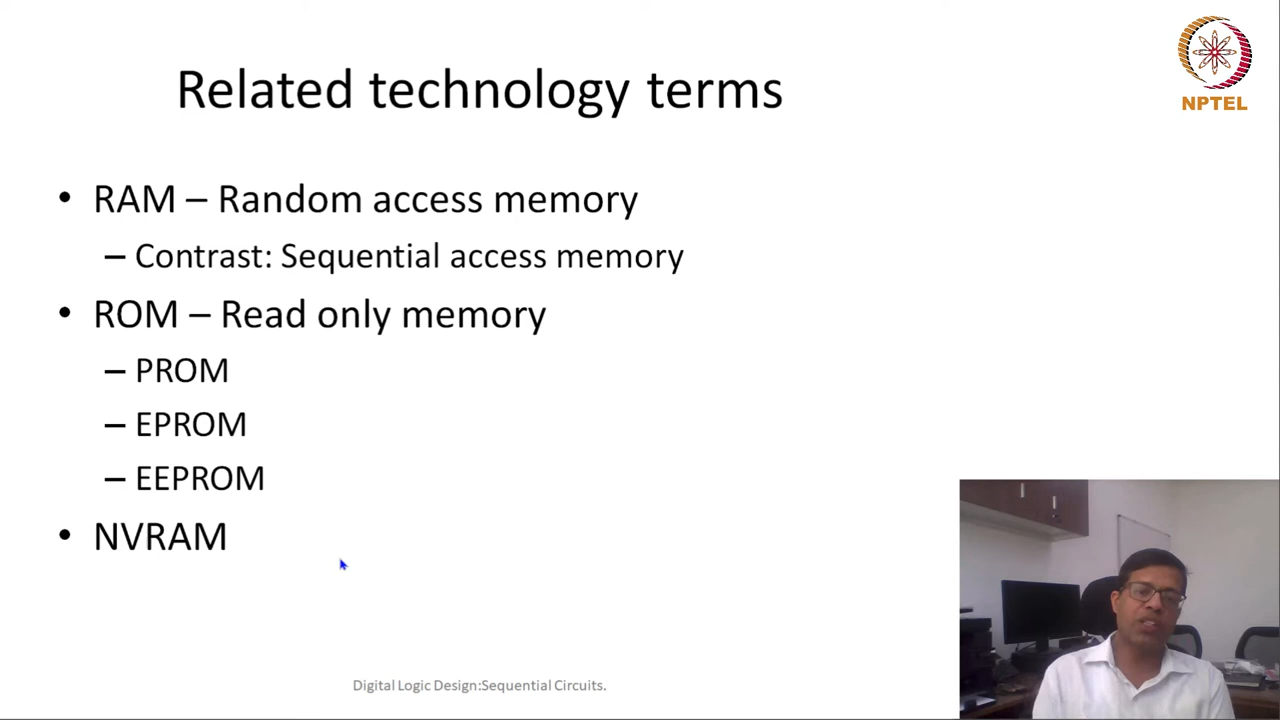 Related technology terms
NPTEL
• RAM – Random access memory
– Contrast: Sequential access memory
• ROM – Read only memory
– PROM
– EPROM
– EEPROM
• NVRAM
Digital Logic Design:Sequential Circuits.